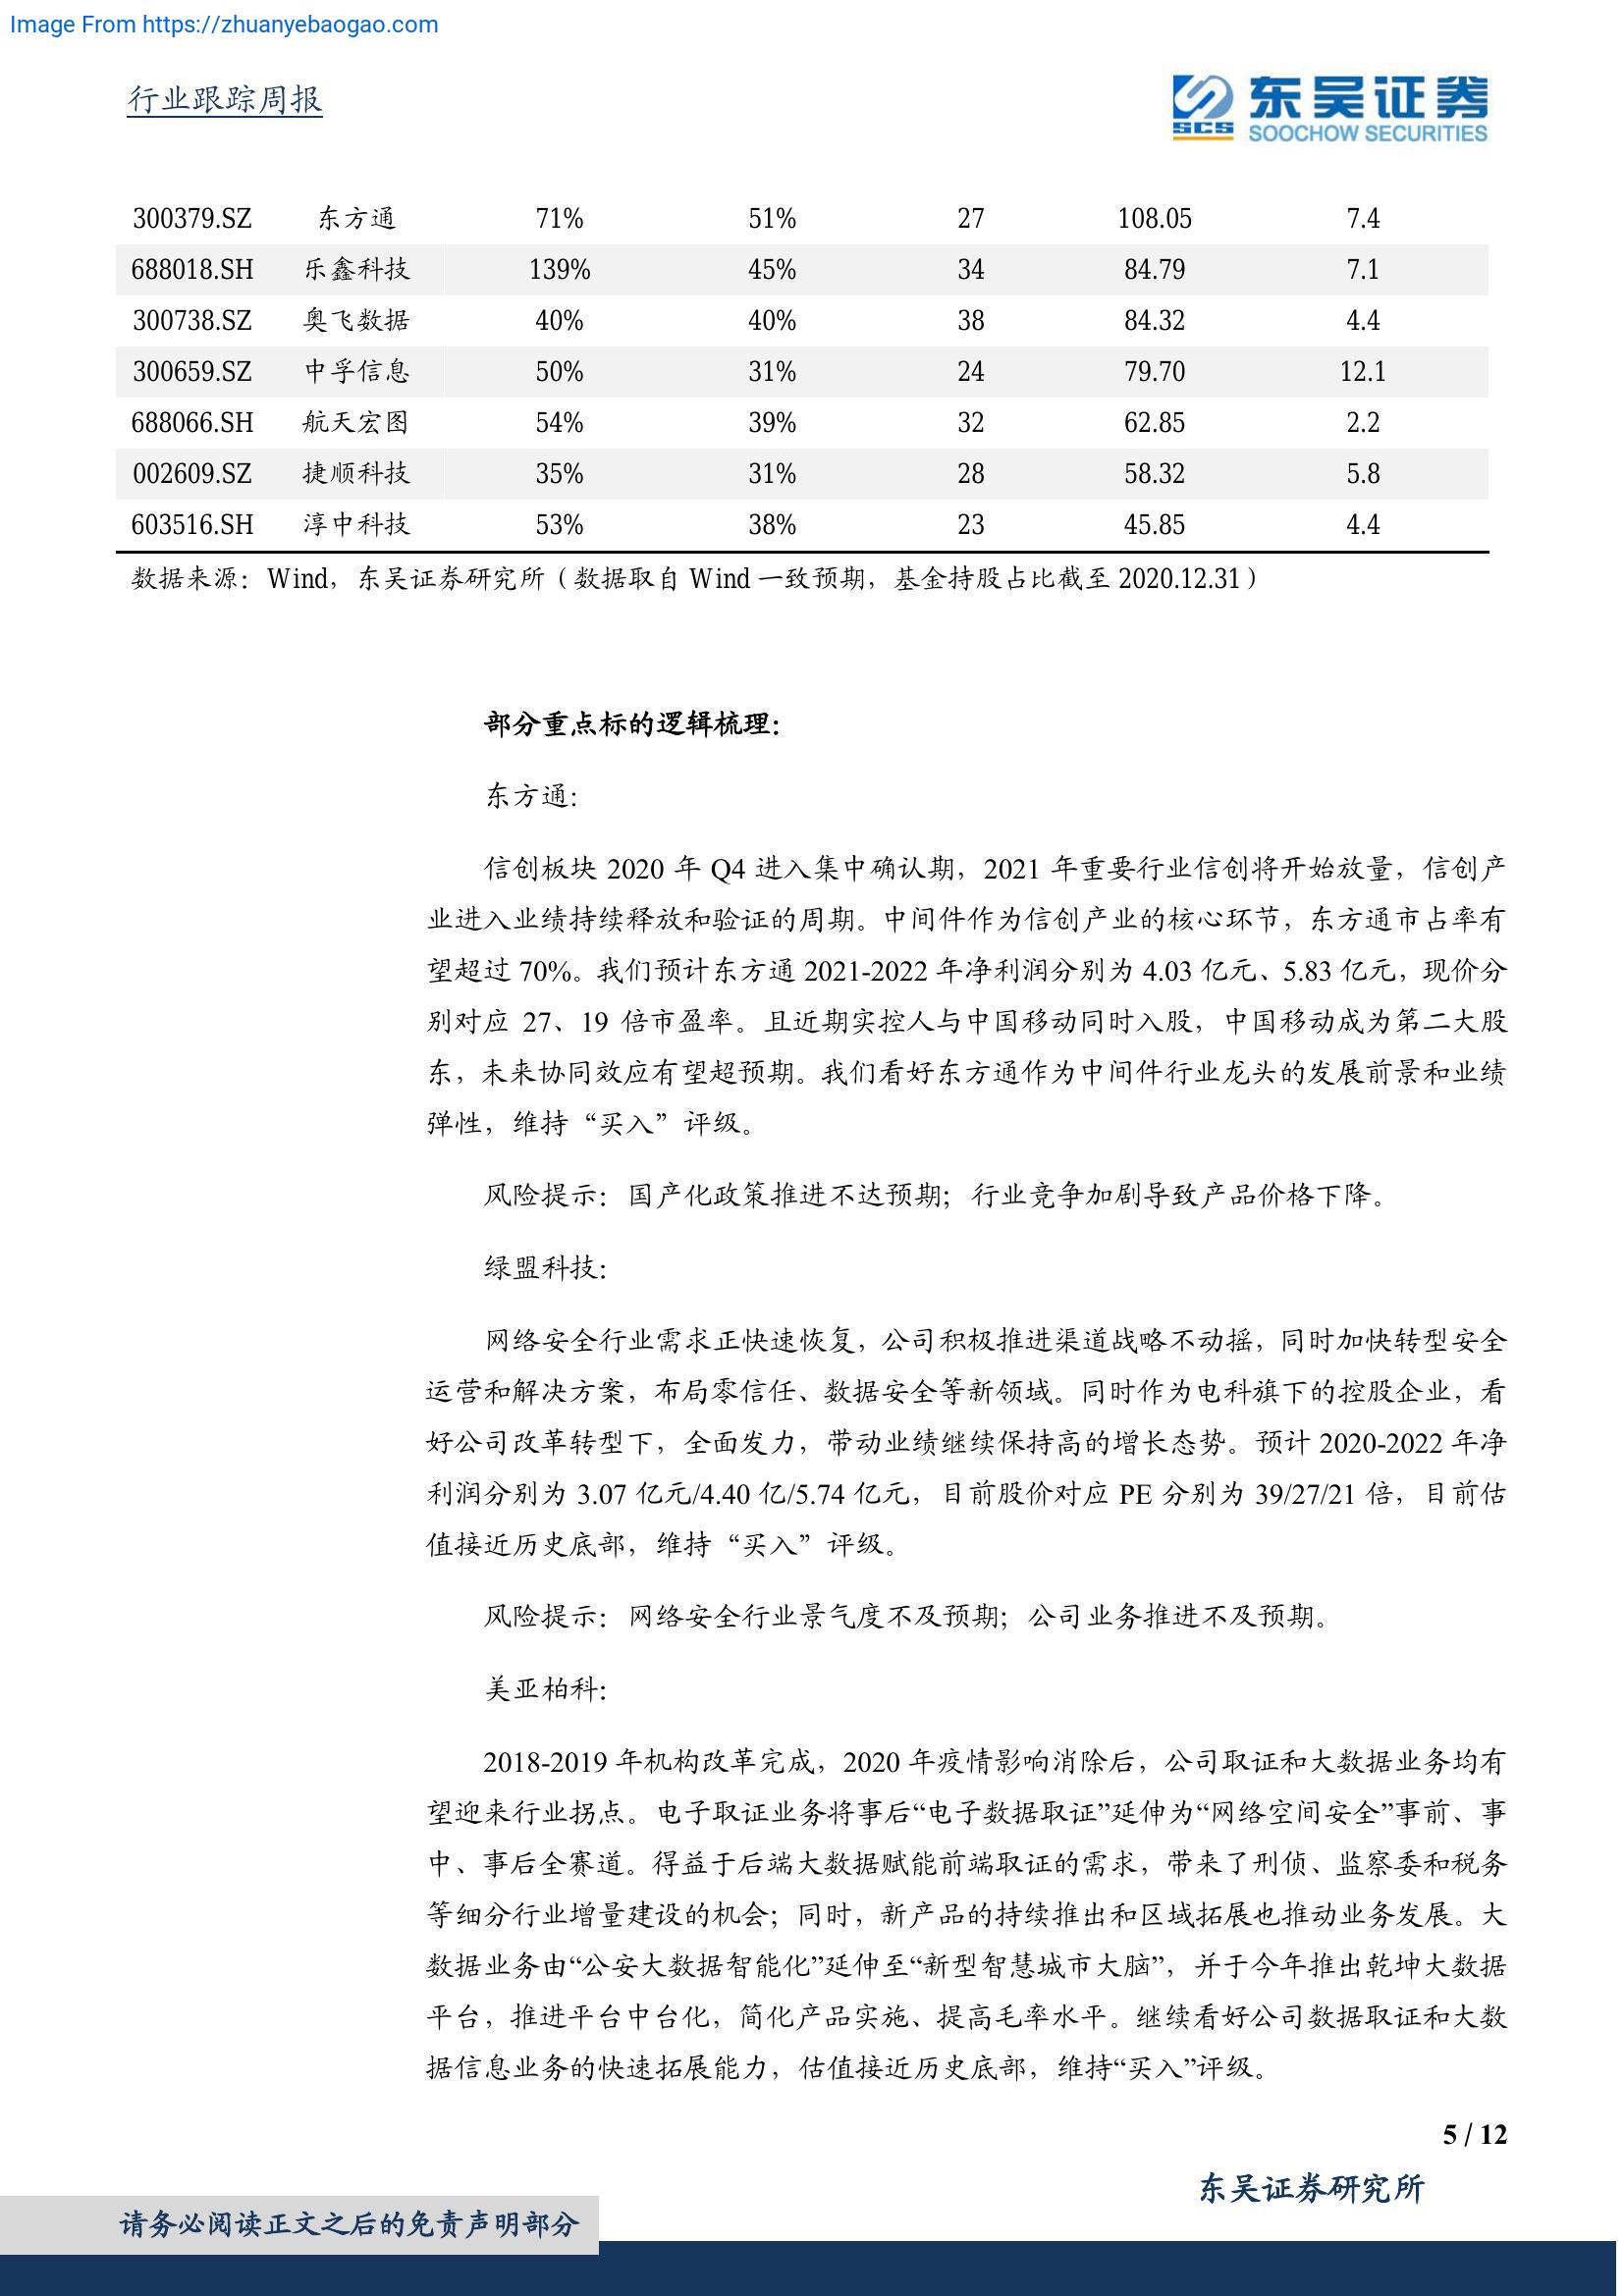 Image From https://zhuanyebaogao.com
行业跟踪周报
东吴证券
SCS
SOOCHOW SECURITIES
300379.SZ 东方通 71% 51% 27 108.05 7.4
688018.SH 乐鑫科技 139% 45% 34 84.79 7.1
300738.SZ 奥飞数据 40% 40% 38 84.32 4.4
300659.SZ 中孚信息 50% 31% 24 79.70 12.1
688066.SH 航天宏图 54% 39% 32 62.85 2.2
002609.SZ 捷顺科技 35% 31% 28 58.32 5.8
603516.SH 淳中科技 53% 38% 23 45.85 4.4
数据来源：Wind，东吴证券研究所（数据取自 Wind 一致预期，基金持股占比截至 2020.12.31）
部分重点标的逻辑梳理：
东方通：
信创板块 2020 年 Q4 进入集中确认期，2021 年重要行业信创将开始放量，信创产
业进入业绩持续释放和验证的周期。中间件作为信创产业的核心环节，东方通市占率有
望超过 70%。我们预计东方通 2021-2022 年净利润分别为 4.03 亿元、5.83 亿元，现价分
别对应 27、19 倍市盈率。且近期实控人与中国移动同时入股，中国移动成为第二大股
东，未来协同效应有望超预期。我们看好东方通作为中间件行业龙头的发展前景和业绩
弹性，维持“买入”评级。
风险提示：国产化政策推进不达预期；行业竞争加剧导致产品价格下降。
绿盟科技：
网络安全行业需求正快速恢复，公司积极推进渠道战略不动摇，同时加快转型安全
运营和解决方案，布局零信任、数据安全等新领域。同时作为电科旗下的控股企业，看
好公司改革转型下，全面发力，带动业绩继续保持高的增长态势。预计 2020-2022 年净
利润分别为 3.07 亿元/4.40 亿/5.74 亿元，目前股价对应 PE 分别为 39/27/21 倍，目前估
值接近历史底部，维持“买入”评级。
风险提示：网络安全行业景气度不及预期；公司业务推进不及预期。
美亚柏科：
2018-2019 年机构改革完成，2020 年疫情影响消除后，公司取证和大数据业务均有
望迎来行业拐点。电子取证业务将事后“电子数据取证”延伸为“网络空间安全”事前、事
中、事后全赛道。得益于后端大数据赋能前端取证的需求，带来了刑侦、监察委和税务
等细分行业增量建设的机会；同时，新产品的持续推出和区域拓展也推动业务发展。大
数据业务由“公安大数据智能化”延伸至“新型智慧城市大脑”，并于今年推出乾坤大数据
平台，推进平台中台化，简化产品实施、提高毛率水平。继续看好公司数据取证和大数
据信息业务的快速拓展能力，估值接近历史底部，维持“买入”评级。
5 / 12
东吴证券研究所
请务必阅读正文之后的免责声明部分